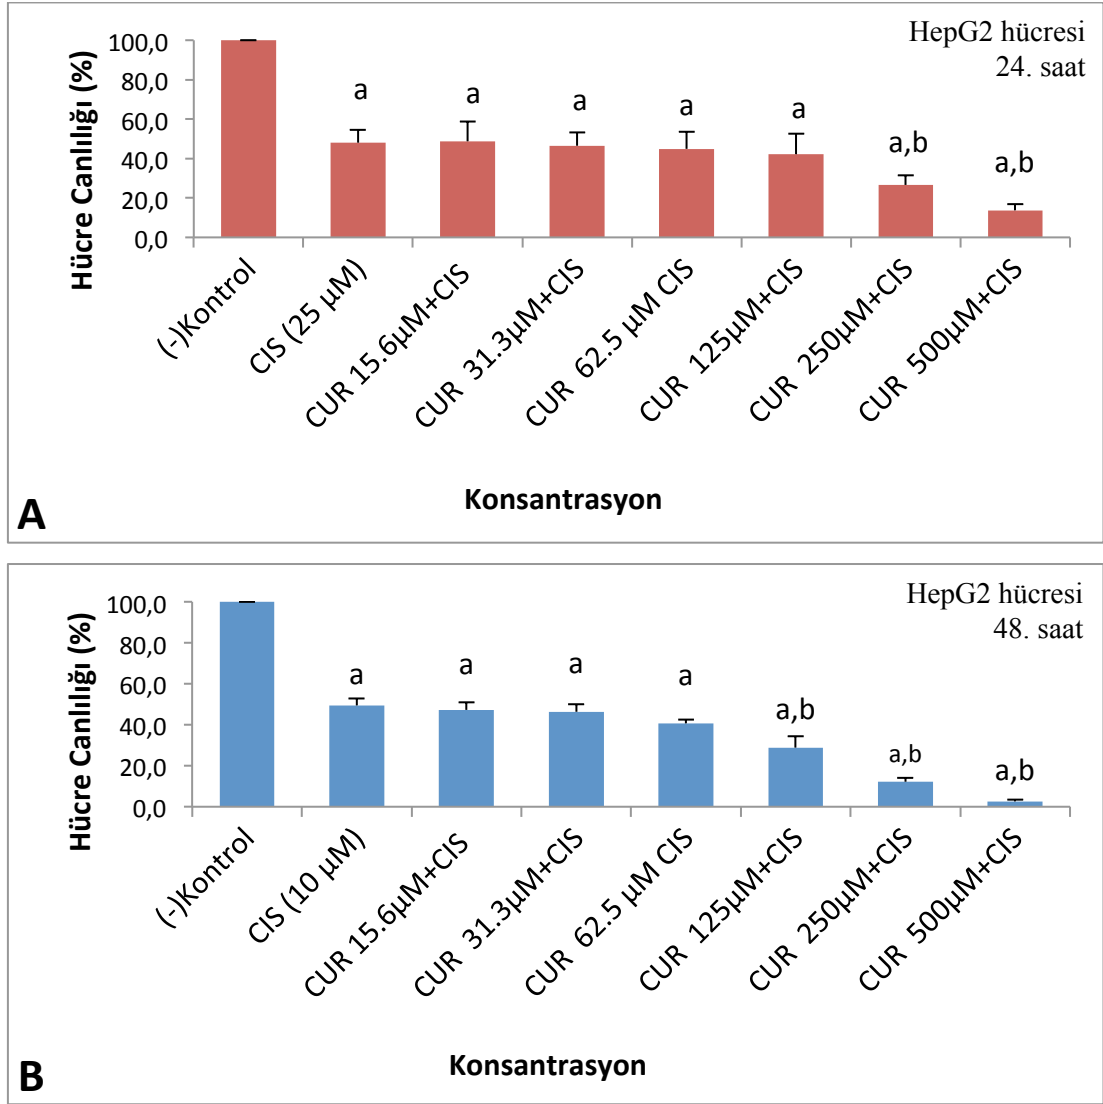 HepG2 hücresi
24. saat
Hücre Canlılığı (%)
100,0
80,0
60,0
40,0
20,0
0,0
a
a
a
a
a
a,b
a,b
(-)Kontrol
CIS (25 µM)
CUR 15.6µM+CIS
CUR 31.3µM+CIS
CUR 62.5 µM CIS
CUR 125µM+CIS
CUR 250µM+CIS
CUR 500µM+CIS
Konsantrasyon
A
HepG2 hücresi
48. saat
Hücre Canlılığı (%)
100,0
80,0
60,0
40,0
20,0
0,0
a
a
a
a
a,b
a,b
a,b
(-)Kontrol
CIS (10 µM)
CUR 15.6µM+CIS
CUR 31.3µM+CIS
CUR 62.5 µM CIS
CUR 125µM+CIS
CUR 250µM+CIS
CUR 500µM+CIS
Konsantrasyon
B